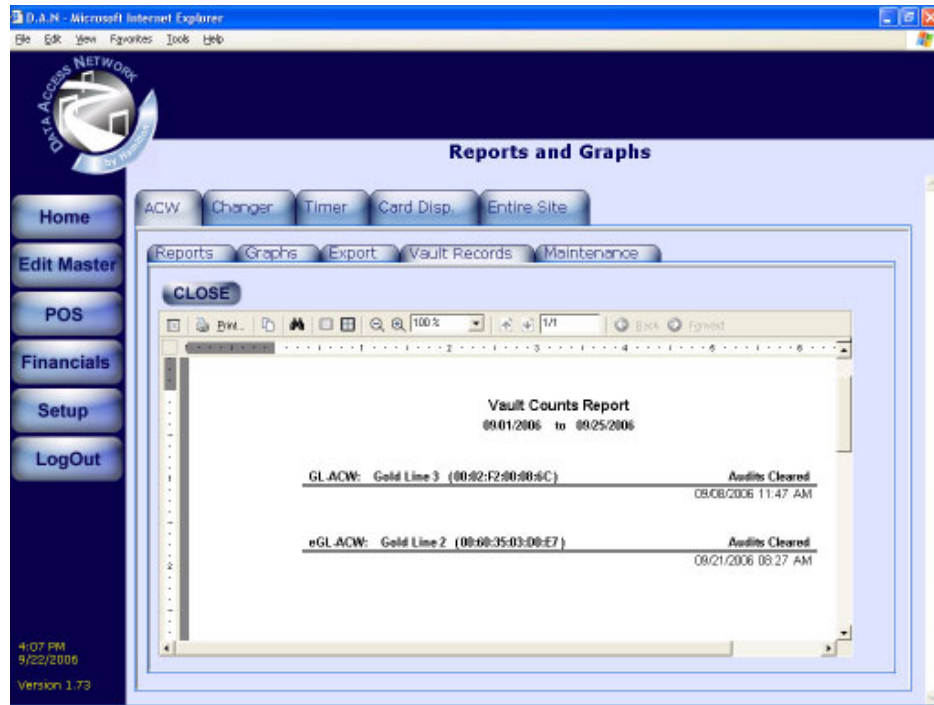 D.A.N - Microsoft Internet Explorer
File Edit View Favorites Tools Help
DATA ACCESS NETWORK
by Hamilton
Reports and Graphs
Home
Edit Master
POS
Financials
Setup
LogOut
ACW Changer Timer Card Disp. Entire Site
Reports Graphs Export Vault Records Maintenance
CLOSE
Print... 100% 1/1 Back Forward
Vault Counts Report
09/01/2006 to 09/25/2006
GL-ACW: Gold Line 3 (00:02:F2:00:08:6C) Audits Cleared
09/08/2006 11:47 AM
eGL-ACW: Gold Line 2 (00:60:35:03:D0:E7) Audits Cleared
09/21/2006 08:27 AM
4:07 PM
9/22/2006
Version 1.73